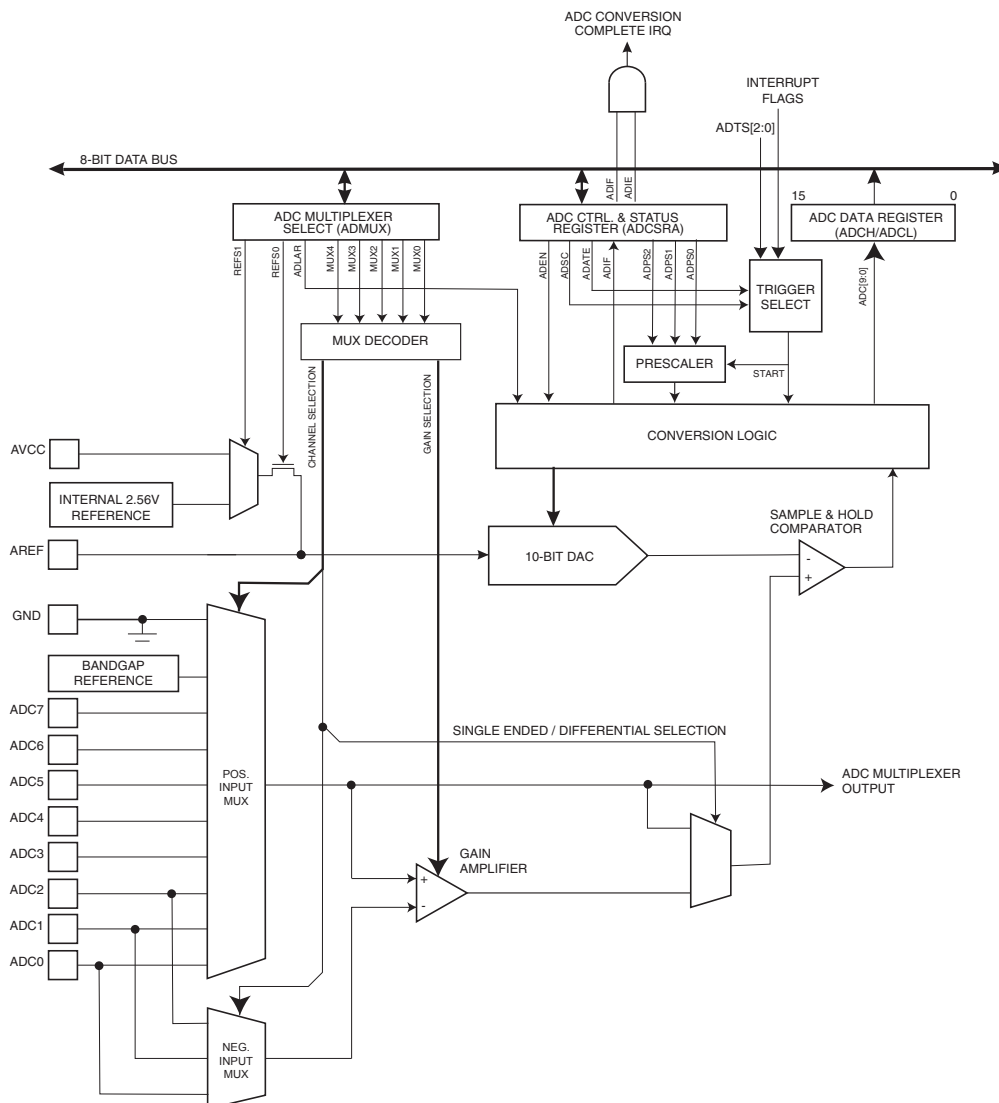 ADC CONVERSION
COMPLETE IRQ
INTERRUPT
FLAGS
ADTS[2:0]
8-BIT DATA BUS
ADIF
ADIE
15
0
ADC MULTIPLEXER
SELECT (ADMUX)
ADC CTRL. & STATUS
REGISTER (ADCSRA)
ADC DATA REGISTER
(ADCH/ADCL)
REFS1
REFS0
ADLAR
MUX4
MUX3
MUX2
MUX1
MUX0
ADEN
ADSC
ADATE
ADIF
ADPS2
ADPS1
ADPS0
ADC[9:0]
TRIGGER
SELECT
MUX DECODER
PRESCALER
START
CHANNEL SELECTION
GAIN SELECTION
CONVERSION LOGIC
AVCC
INTERNAL 2.56V
REFERENCE
SAMPLE & HOLD
COMPARATOR
AREF
10-BIT DAC
-
+
GND
BANDGAP
REFERENCE
ADC7
SINGLE ENDED / DIFFERENTIAL SELECTION
ADC6
ADC5
POS.
INPUT
MUX
ADC MULTIPLEXER
OUTPUT
ADC4
ADC3
GAIN
AMPLIFIER
+
-
ADC2
ADC1
ADC0
NEG.
INPUT
MUX